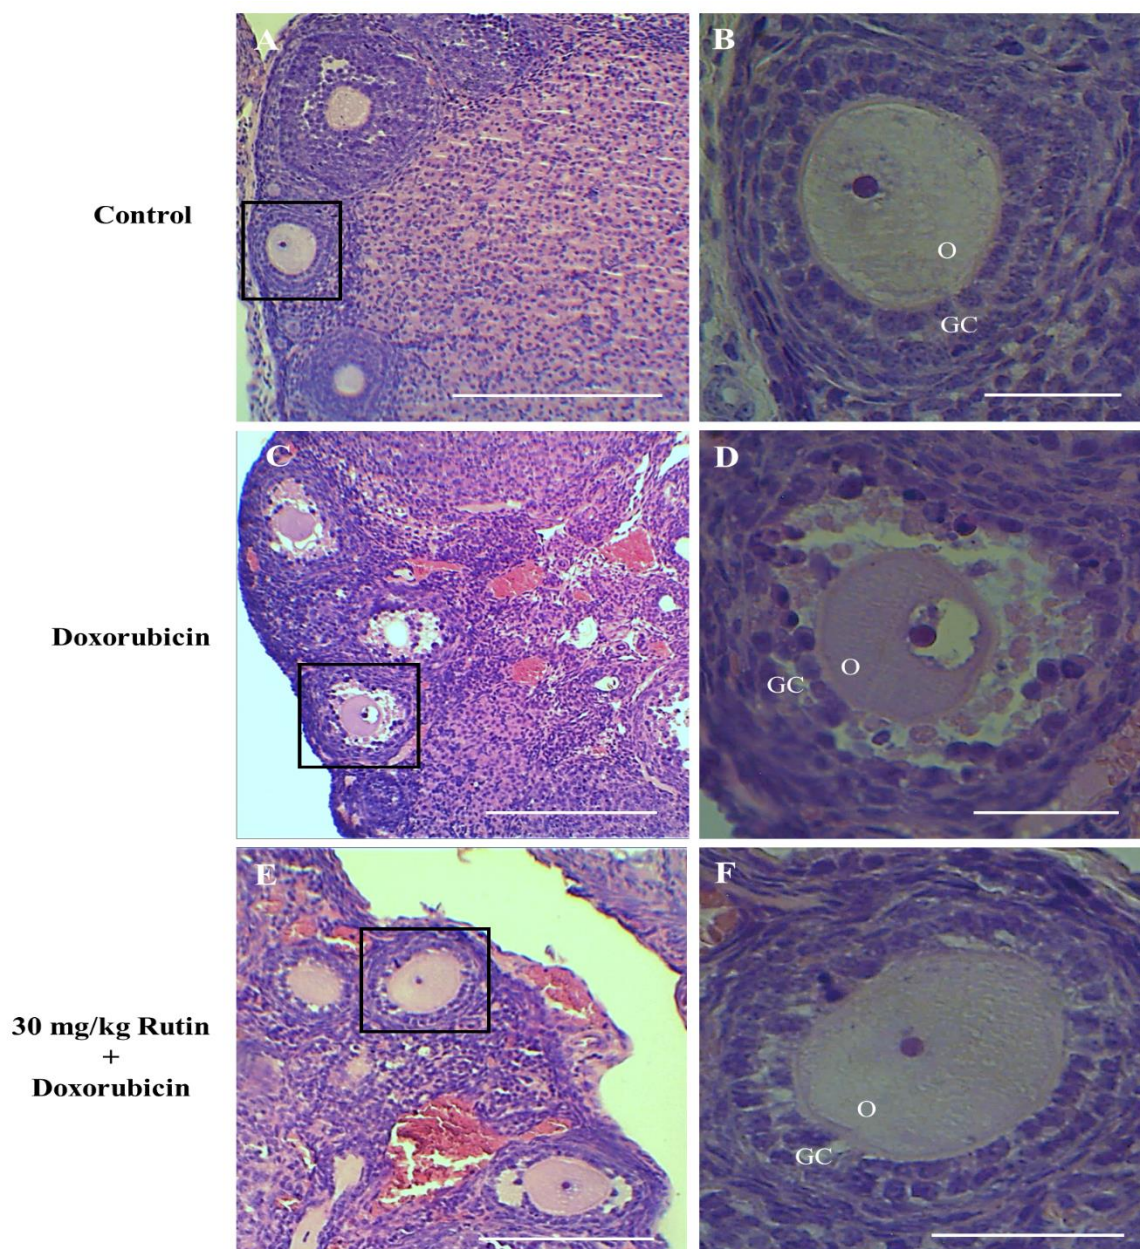 A
B
Control
O
GC
C
D
Doxorubicin
O
GC
E
F
30 mg/kg Rutin
+
Doxorubicin
O
GC